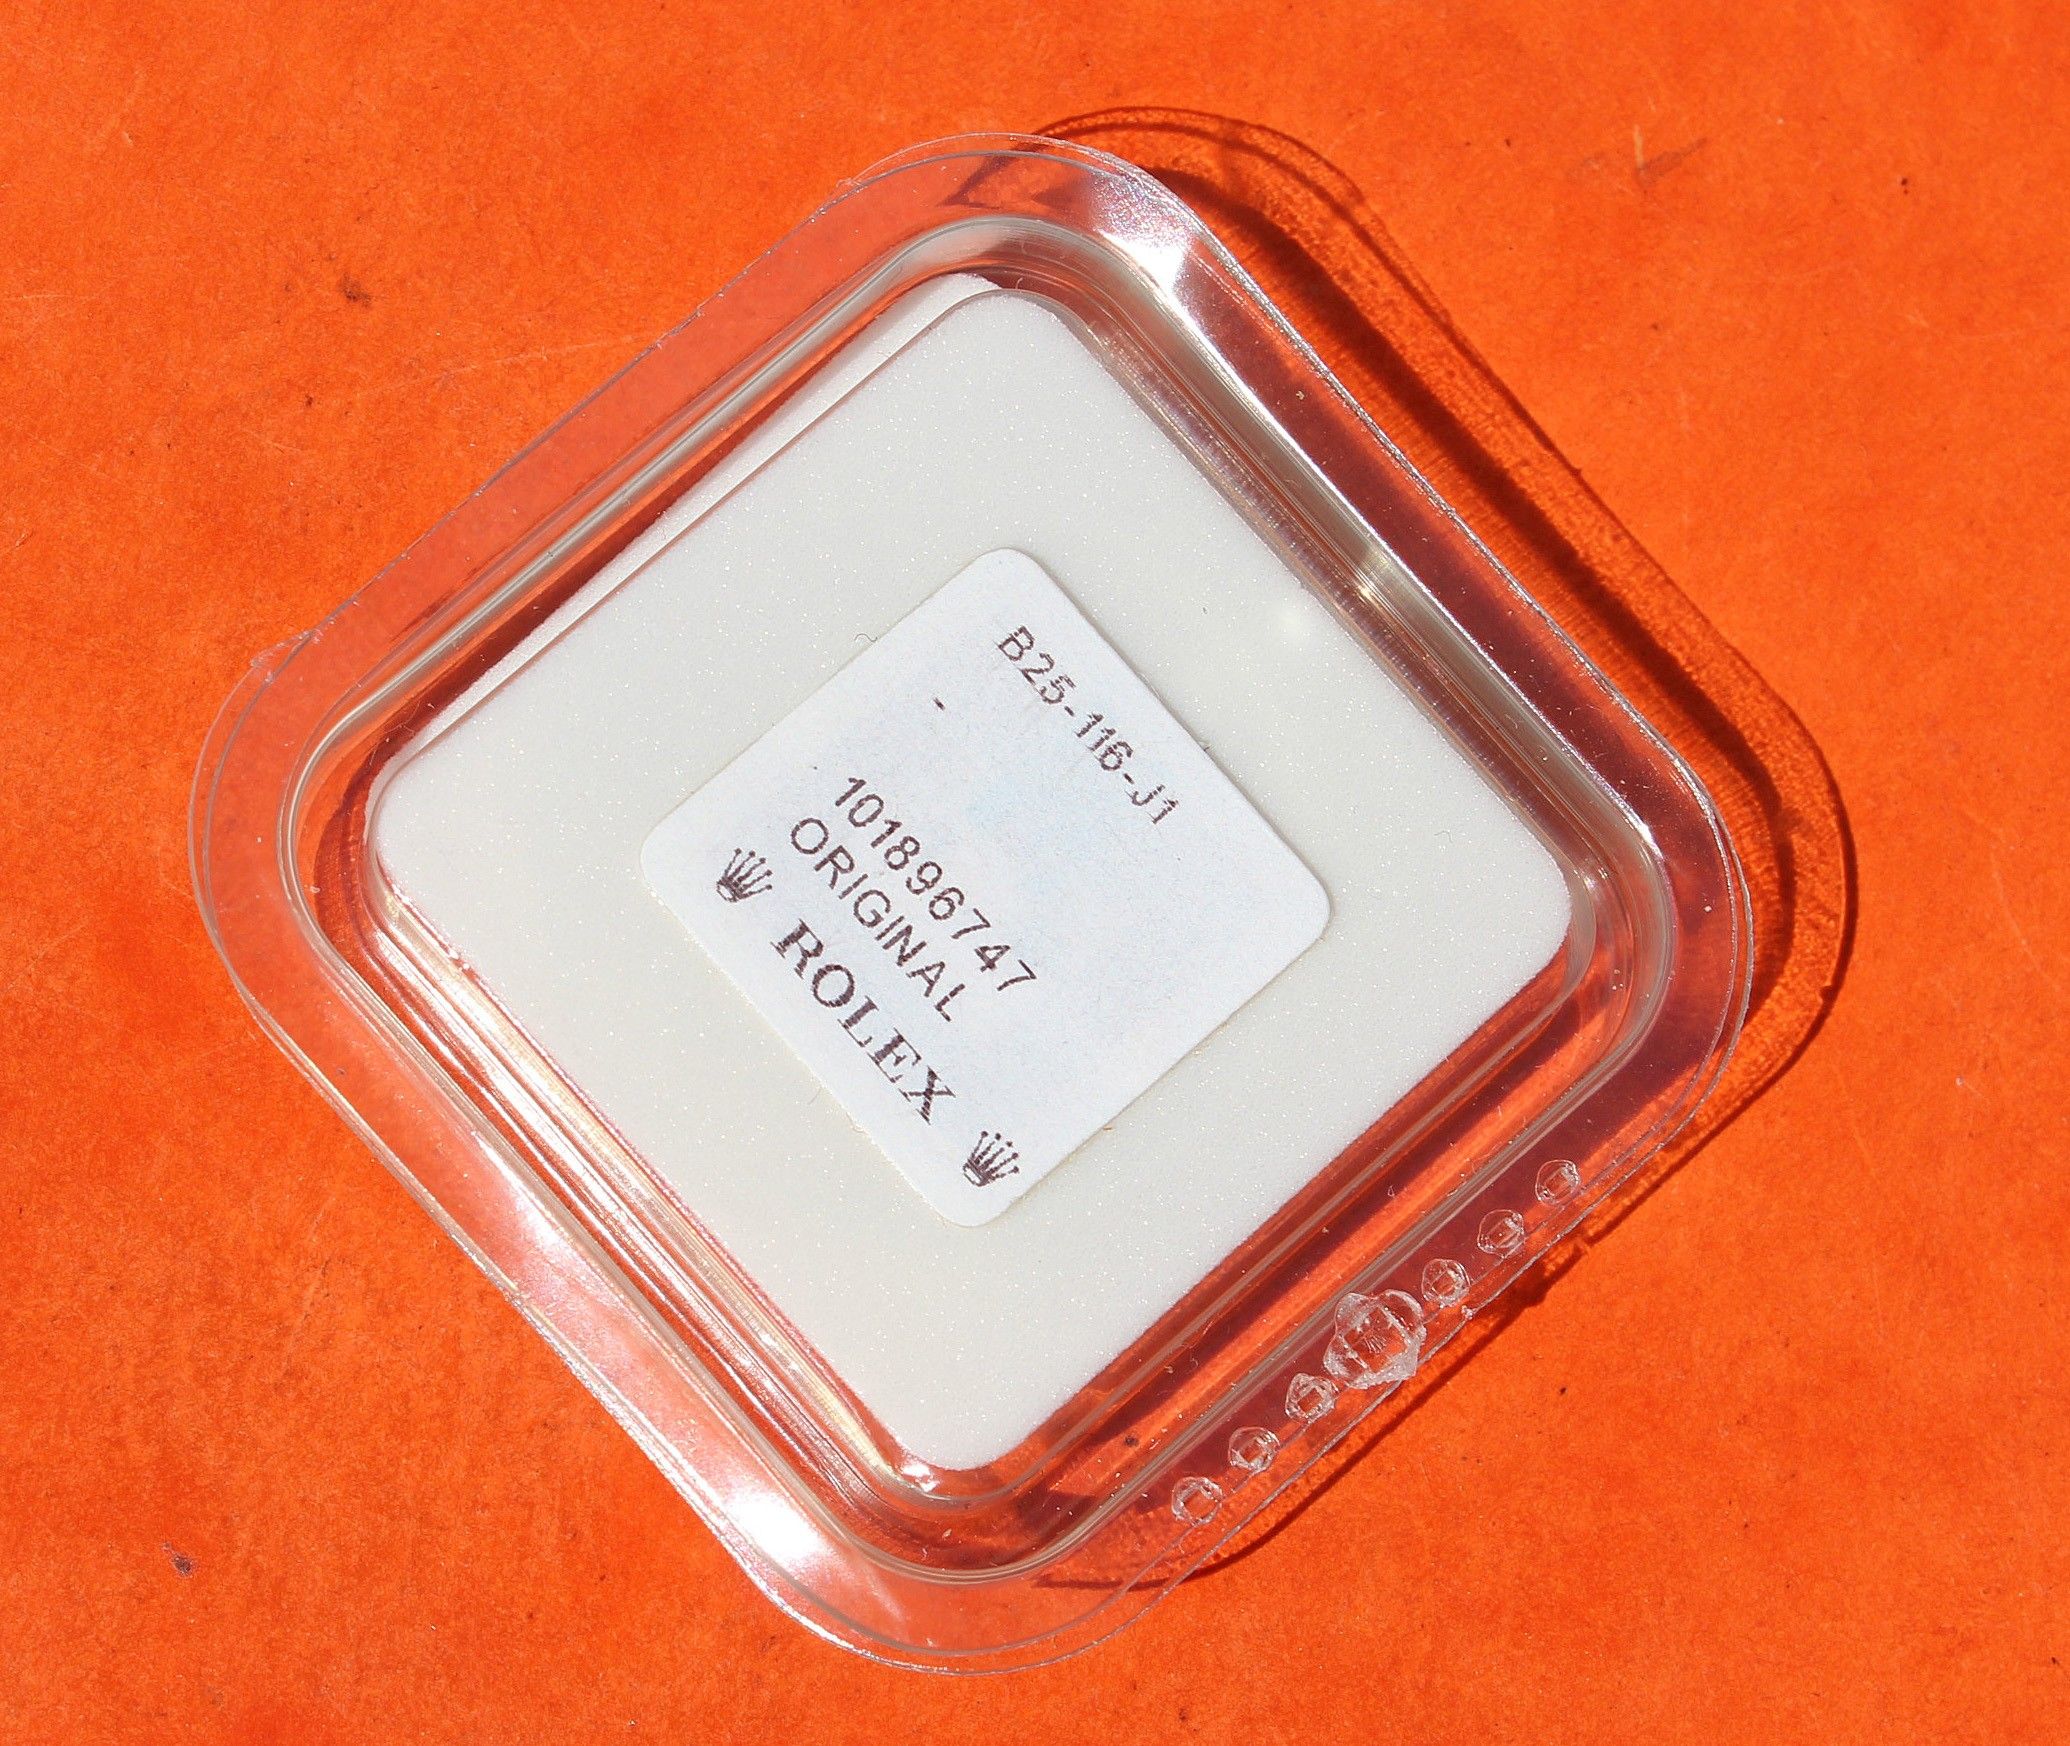 B25-116-J1
-
101896747
ORIGINAL
ROLEX